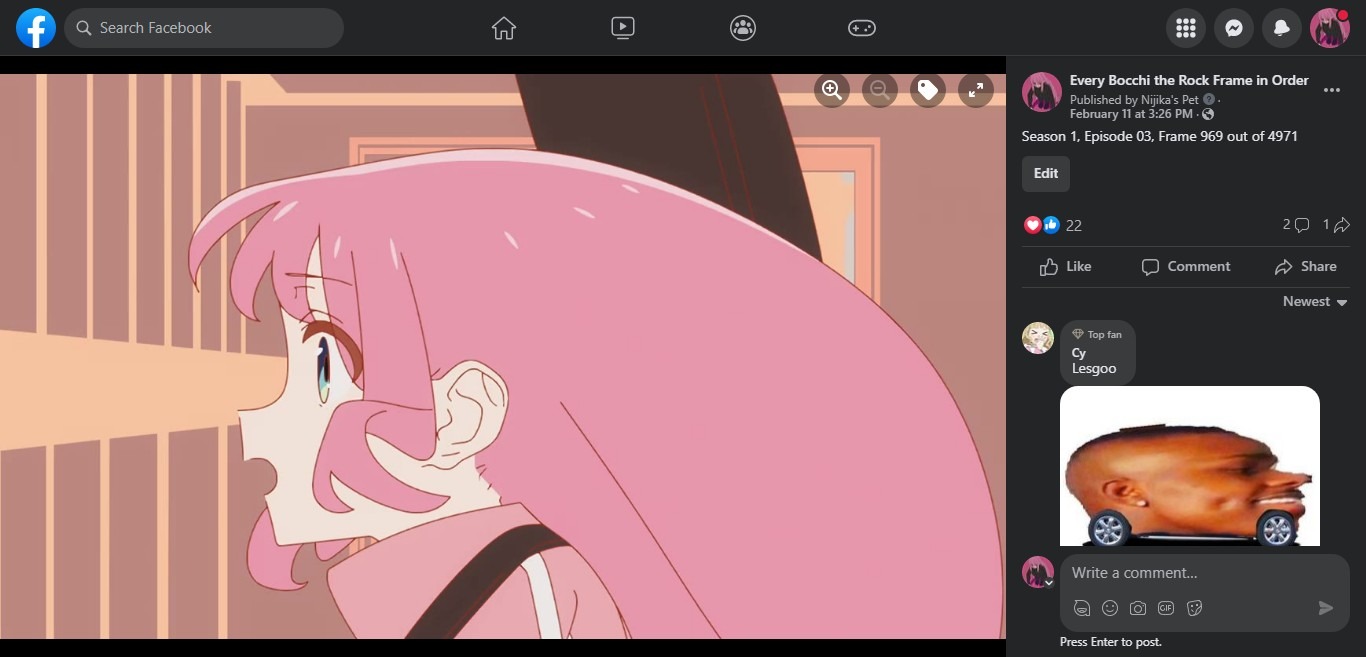 Search Facebook
Every Bocchi the Rock Frame in Order
Published by Nijika's Pet ·
February 11 at 3:26 PM ·
Season 1, Episode 03, Frame 969 out of 4971
Edit
22
2
1
Like
Comment
Share
Newest
Top fan
Cy
Lesgoo
Write a comment...
GIF
Press Enter to post.